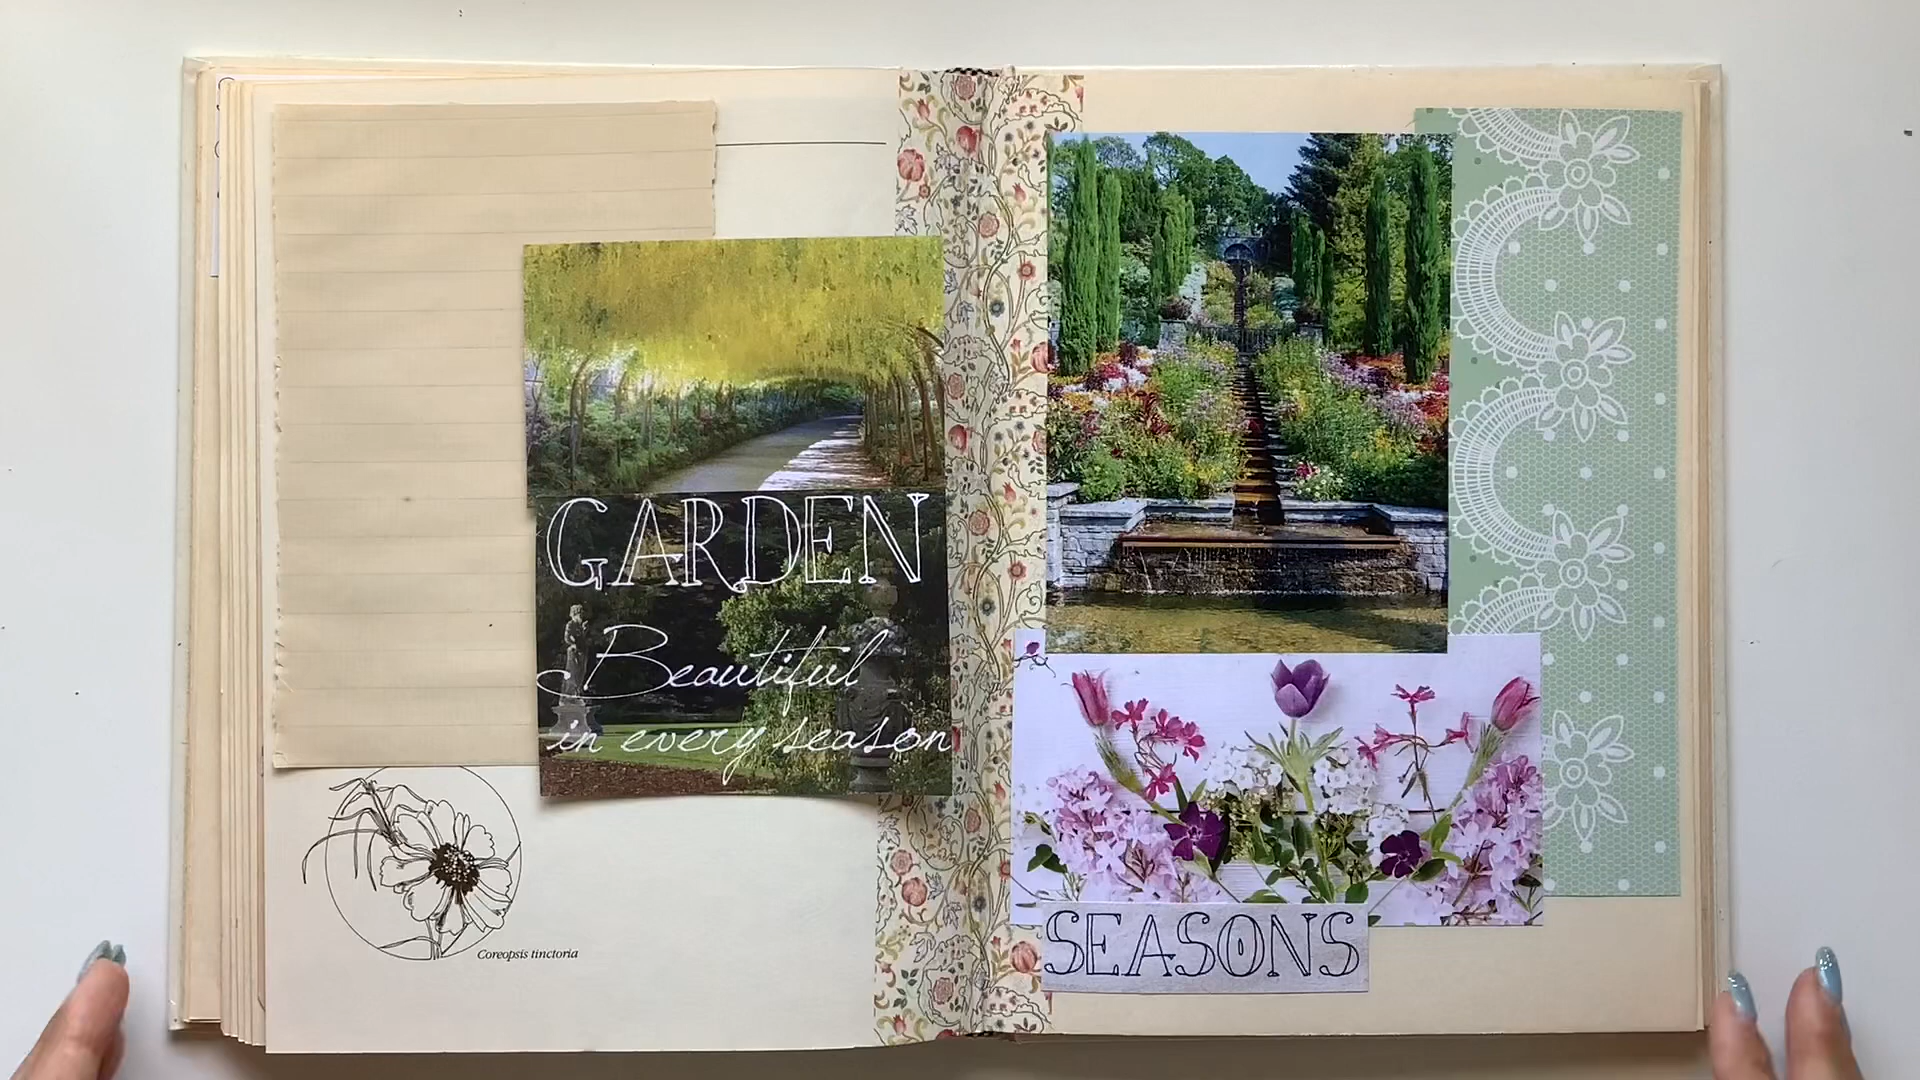 GARDEN
Beautiful
in every season
Coreopsis tinctoria
SEASONS